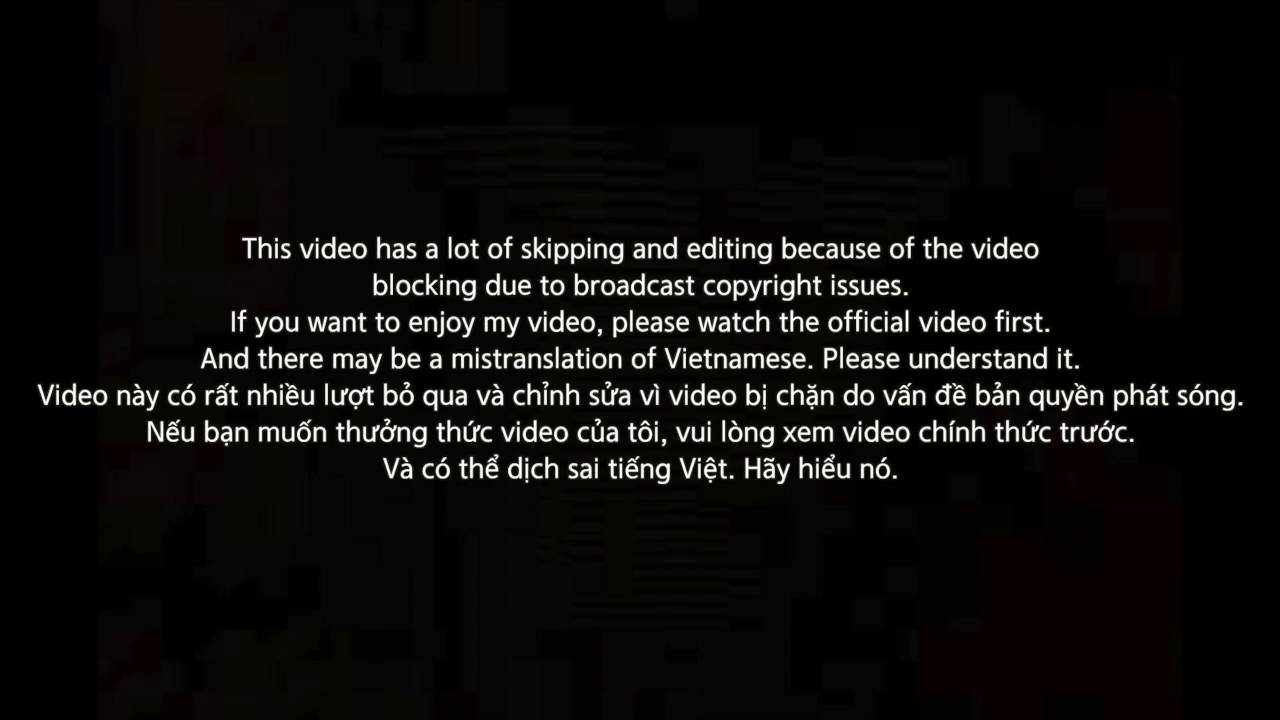 This video has a lot of skipping and editing because of the video
blocking due to broadcast copyright issues.
If you want to enjoy my video, please watch the official video first.
And there may be a mistranslation of Vietnamese. Please understand it.
Video này có rất nhiều lượt bỏ qua và chỉnh sửa vì video bị chặn do vấn đề bản quyền phát sóng.
Nếu bạn muốn thưởng thức video của tôi, vui lòng xem video chính thức trước.
Và có thể dịch sai tiếng Việt. Hãy hiểu nó.